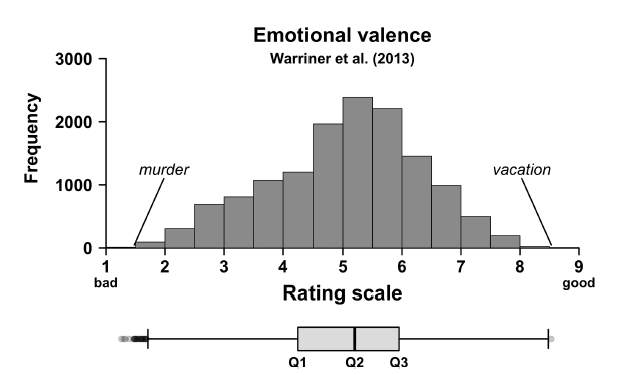 Emotional valence
Warriner et al. (2013)
Frequency
3000
2000
1000
0
murder
vacation
1 2 3 4 5 6 7 8 9
bad good
Rating scale
Q1 Q2 Q3